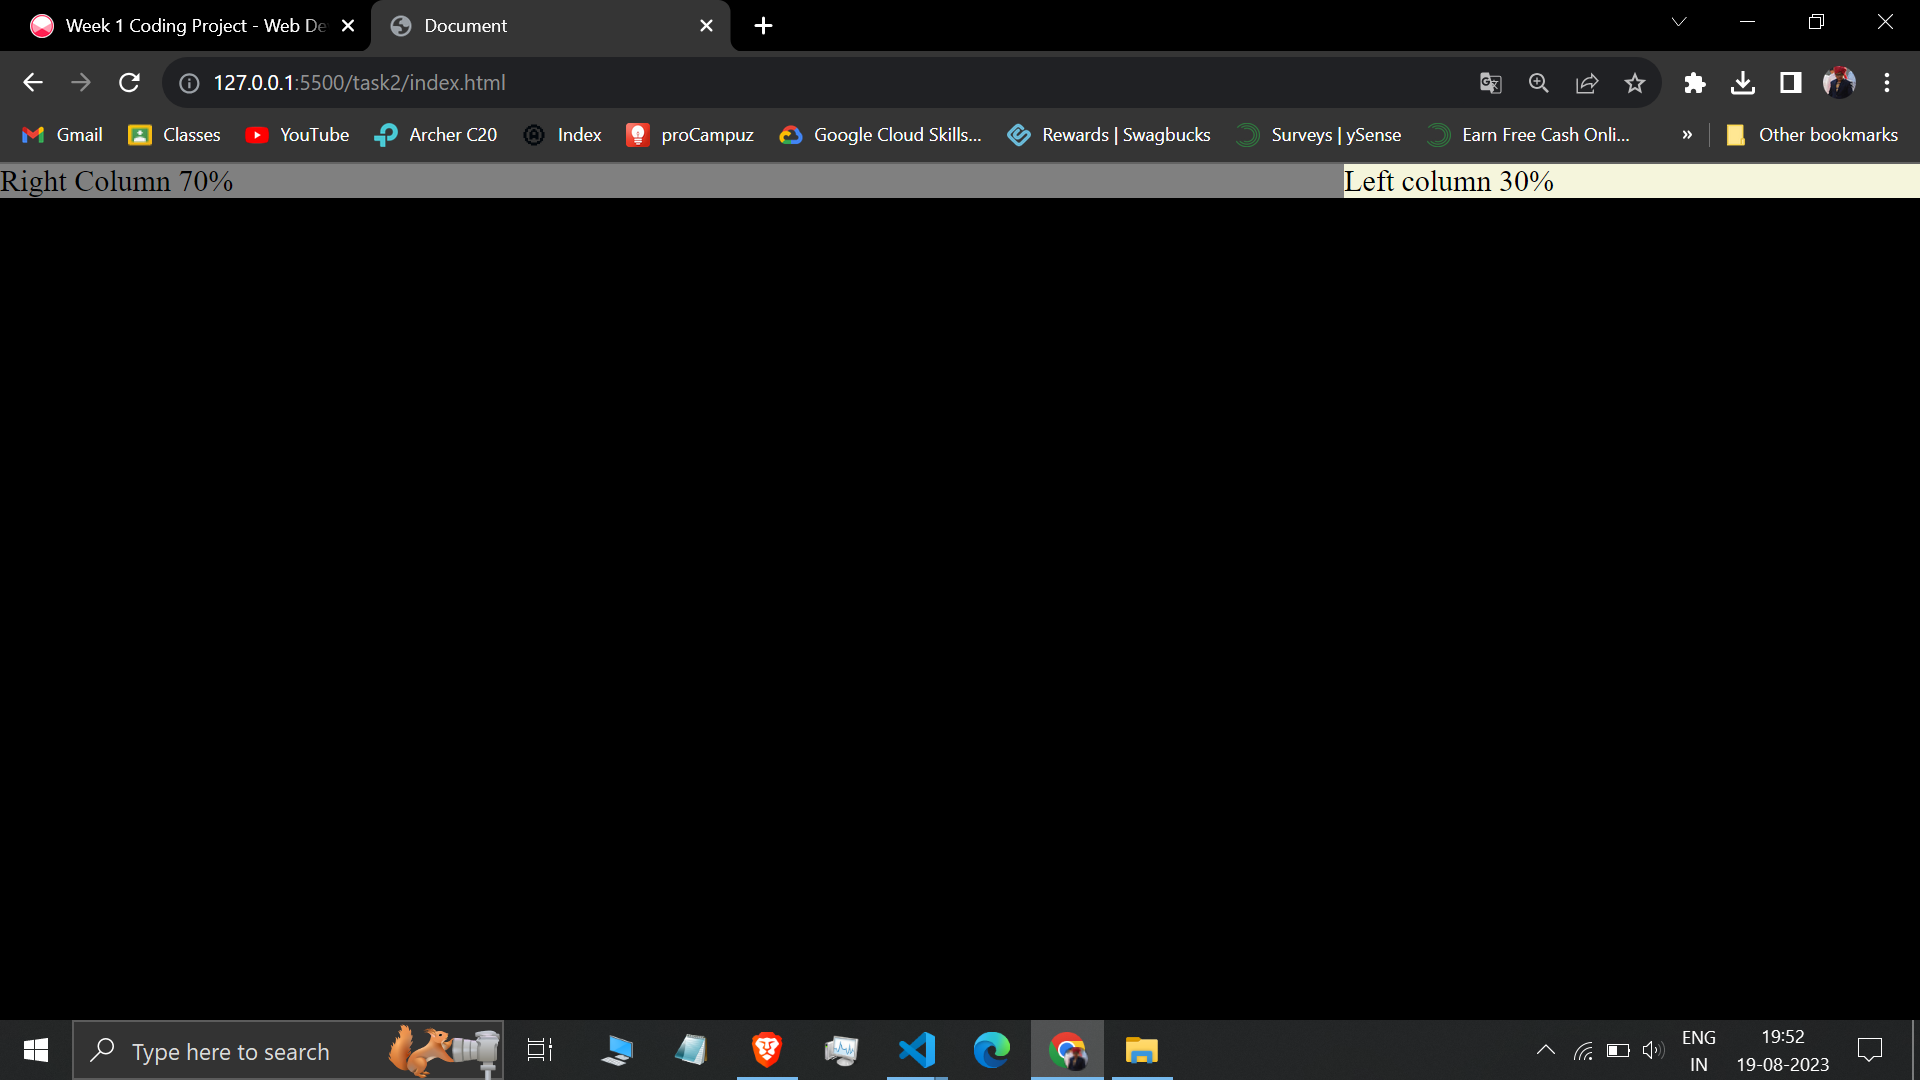 Week 1 Coding Project - Web De
Document
127.0.0.1:5500/task2/index.html
Gmail
Classes
YouTube
Archer C20
Index
proCampuz
Google Cloud Skills...
Rewards | Swagbucks
Surveys | ySense
Earn Free Cash Onli...
»
Other bookmarks
Right Column 70%
Left column 30%
Type here to search
ENG
IN
19:52
19-08-2023